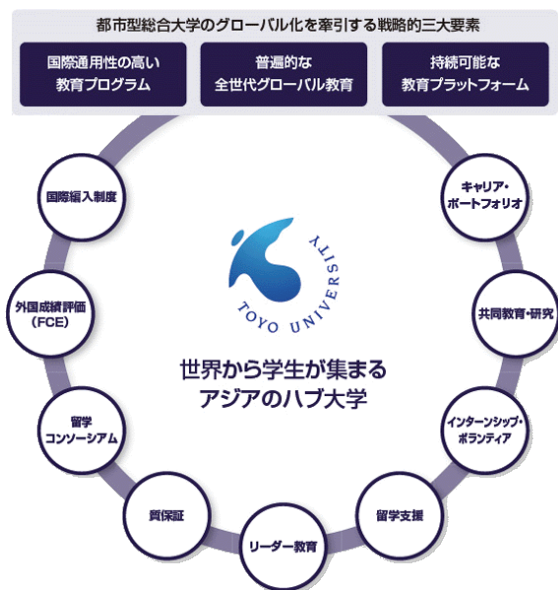 都市型総合大学のグローバル化を牽引する戦略的三大要素
国際通用性の高い
教育プログラム
普遍的な
全世代グローバル教育
持続可能な
教育プラットフォーム
国際編入制度
キャリア・
ポートフォリオ
外国成績評価
(FCE)
共同教育・研究
TOYO UNIVERSITY
世界から学生が集まる
アジアのハブ大学
留学
コンソーシアム
インターンシップ・
ボランティア
質保証
留学支援
リーダー教育